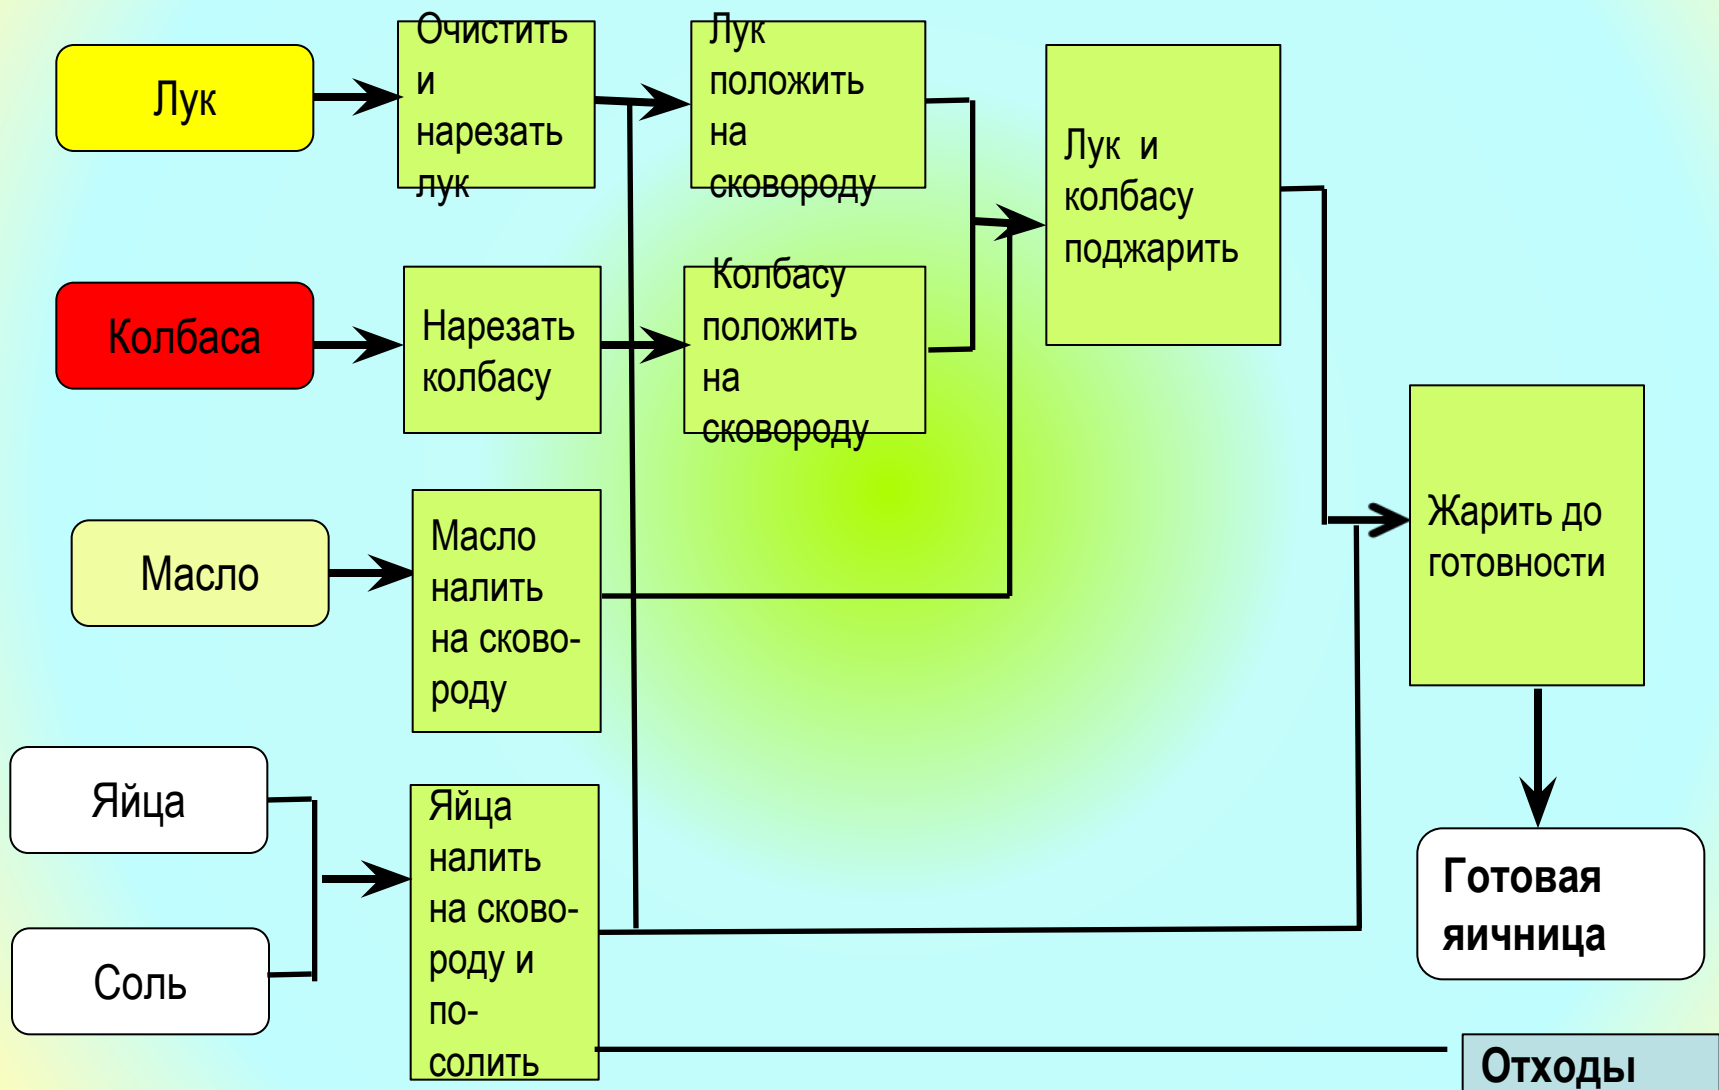 Лук
Очистить
и
нарезать
лук
Лук
положить
на
сковороду
Лук и
колбасу
поджарить
Колбаса
Нарезать
колбасу
Колбасу
положить
на
сковороду
Масло
Масло
налить
на сково-
роду
Жарить до
готовности
Яйца
Соль
Яйца
налить
на сково-
роду и
по-
солить
Готовая
яичница
Отходы